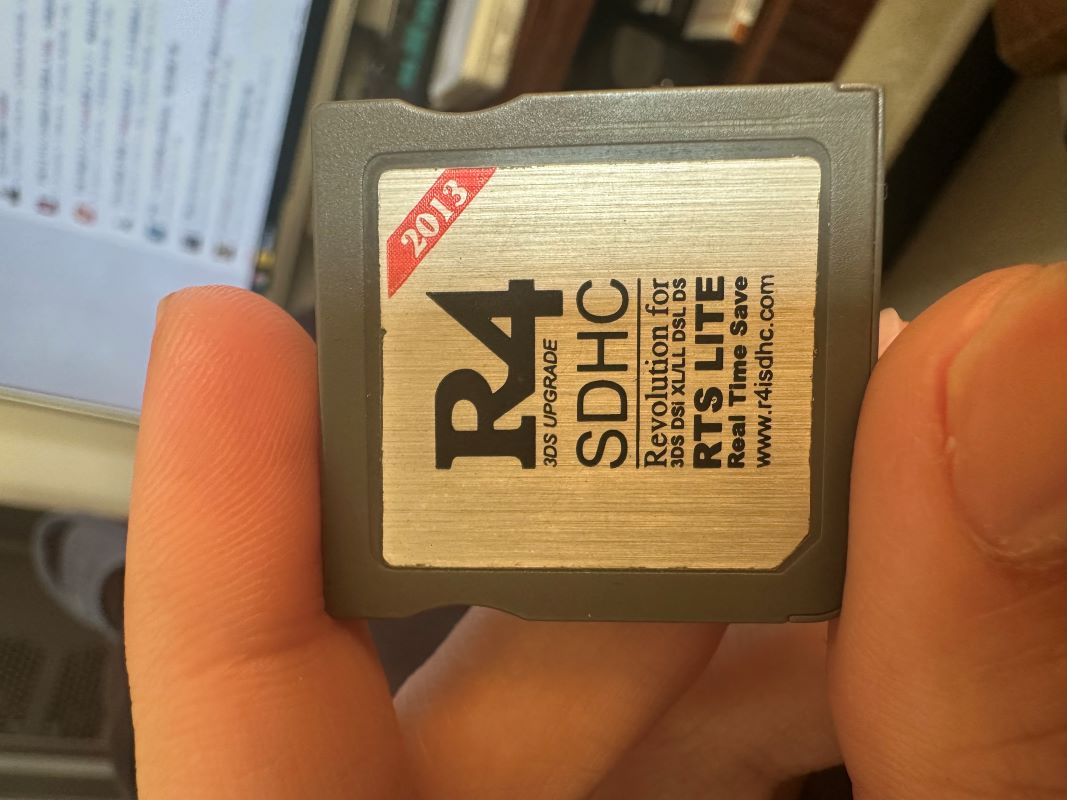 2013
R4
3DS UPGRADE
SDHC
Revolution for
3DS DSi XL/LL DSL DS
RTS LITE
Real Time Save
www.r4isdhc.com